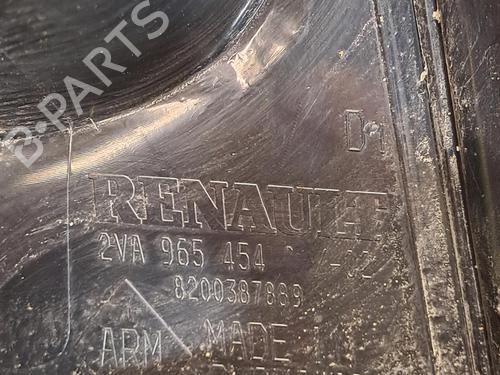 B-PARTS
D1
RENAULT
2VA 965 454
8200387889
ARM MADE